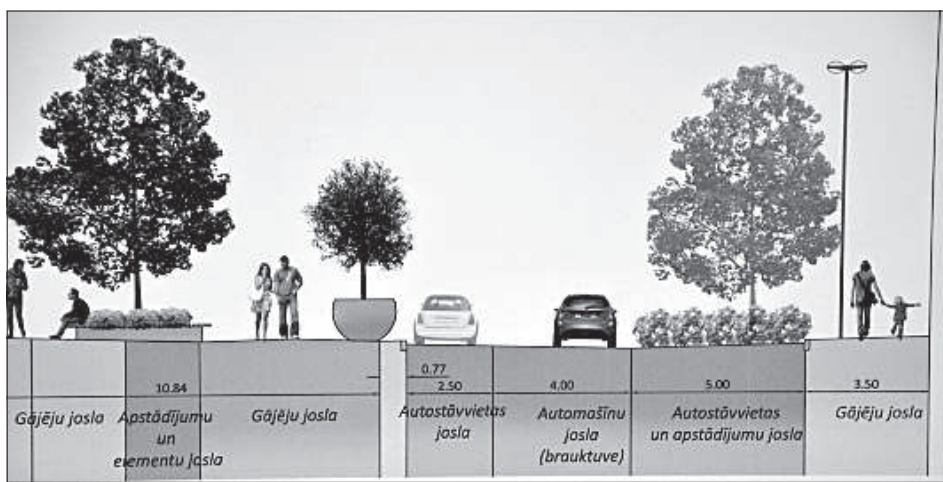 0.77
10.84
2.50
4.00
5.00
3.50
Gājēju josla
Apstādījumu
un
elementu josla
Gājēju josla
Autostāvvietas
josla
Automašīnu
josla
(brauktuve)
Autostāvvietas
un apstādījumu josla
Gājēju josla